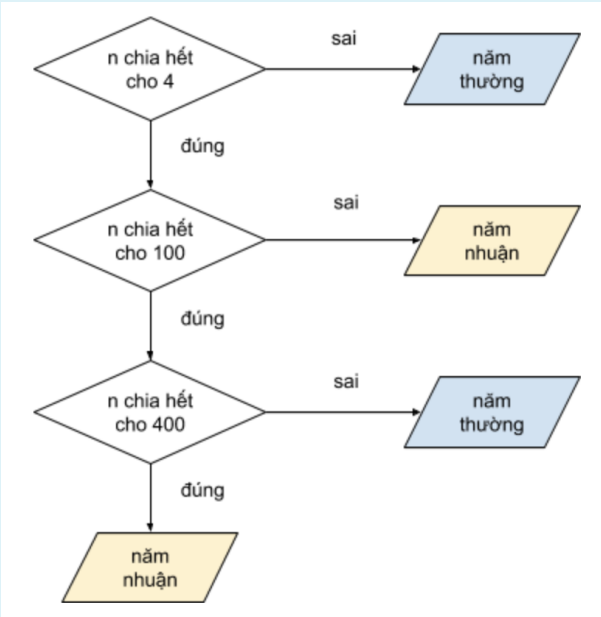 n chia hết
cho 4
sai
năm
thường
đúng
n chia hết
cho 100
sai
năm
nhuận
đúng
n chia hết
cho 400
sai
năm
thường
đúng
năm
nhuận